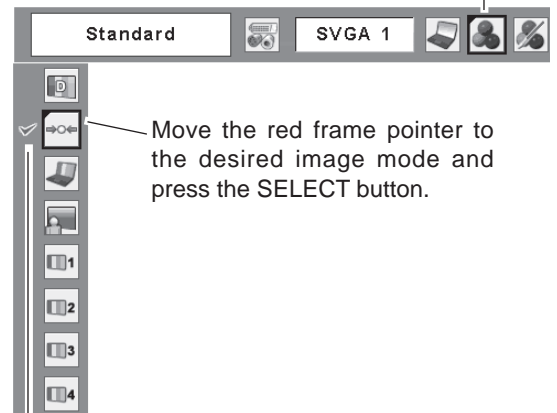 Standard
SVGA 1
D
Move the red frame pointer to
the desired image mode and
press the SELECT button.
1
2
3
4